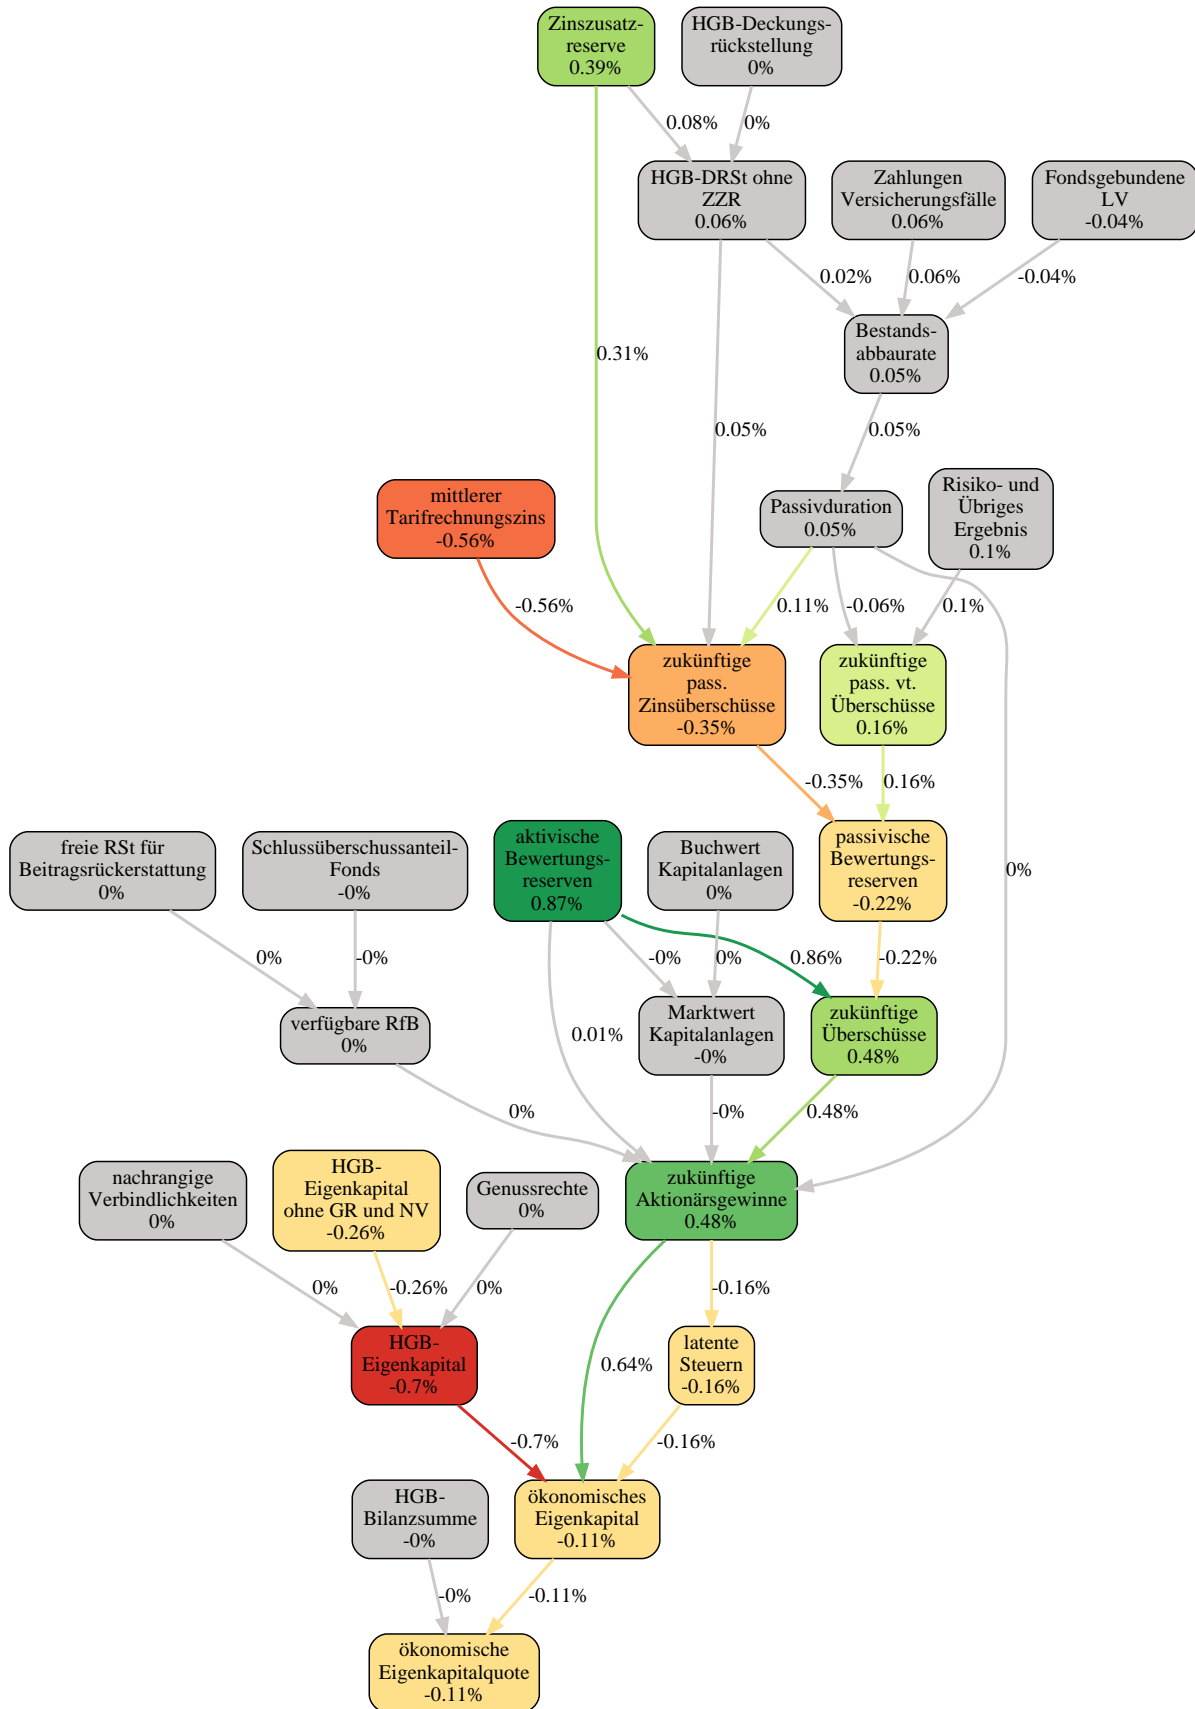 Zinszusatz-
reserve
0.39%
HGB-Deckungs-
rückstellung
0%
0.08%
0%
HGB-DRSt ohne
ZZR
0.06%
Zahlungen
Versicherungsfälle
0.06%
Fondsgebundene
LV
-0.04%
0.02%
0.06%
-0.04%
Bestands-
abbaurate
0.05%
0.31%
0.05%
0.05%
mittlerer
Tarifrechnungszins
-0.56%
Passivduration
0.05%
Risiko- und
Übriges
Ergebnis
0.1%
-0.56%
0.11%
-0.06%
0.1%
zukünftige
pass.
Zinsüberschüsse
-0.35%
zukünftige
pass. vt.
Überschüsse
0.16%
-0.35%
0.16%
freie RSt für
Beitragsrückerstattung
0%
Schlussüberschussanteil-
Fonds
-0%
aktivische
Bewertungs-
reserven
0.87%
Buchwert
Kapitalanlagen
0%
passivische
Bewertungs-
reserven
-0.22%
0%
0%
-0%
-0%
0%
0.86%
-0.22%
verfügbare RfB
0%
0.01%
Marktwert
Kapitalanlagen
-0%
zukünftige
Überschüsse
0.48%
0%
-0%
0.48%
nachrangige
Verbindlichkeiten
0%
HGB-
Eigenkapital
ohne GR und NV
-0.26%
Genussrechte
0%
zukünftige
Aktionärsgewinne
0.48%
0%
-0.26%
0%
-0.16%
HGB-
Eigenkapital
-0.7%
0.64%
latente
Steuern
-0.16%
-0.7%
-0.16%
HGB-
Bilanzsumme
-0%
ökonomisches
Eigenkapital
-0.11%
-0%
-0.11%
ökonomische
Eigenkapitalquote
-0.11%